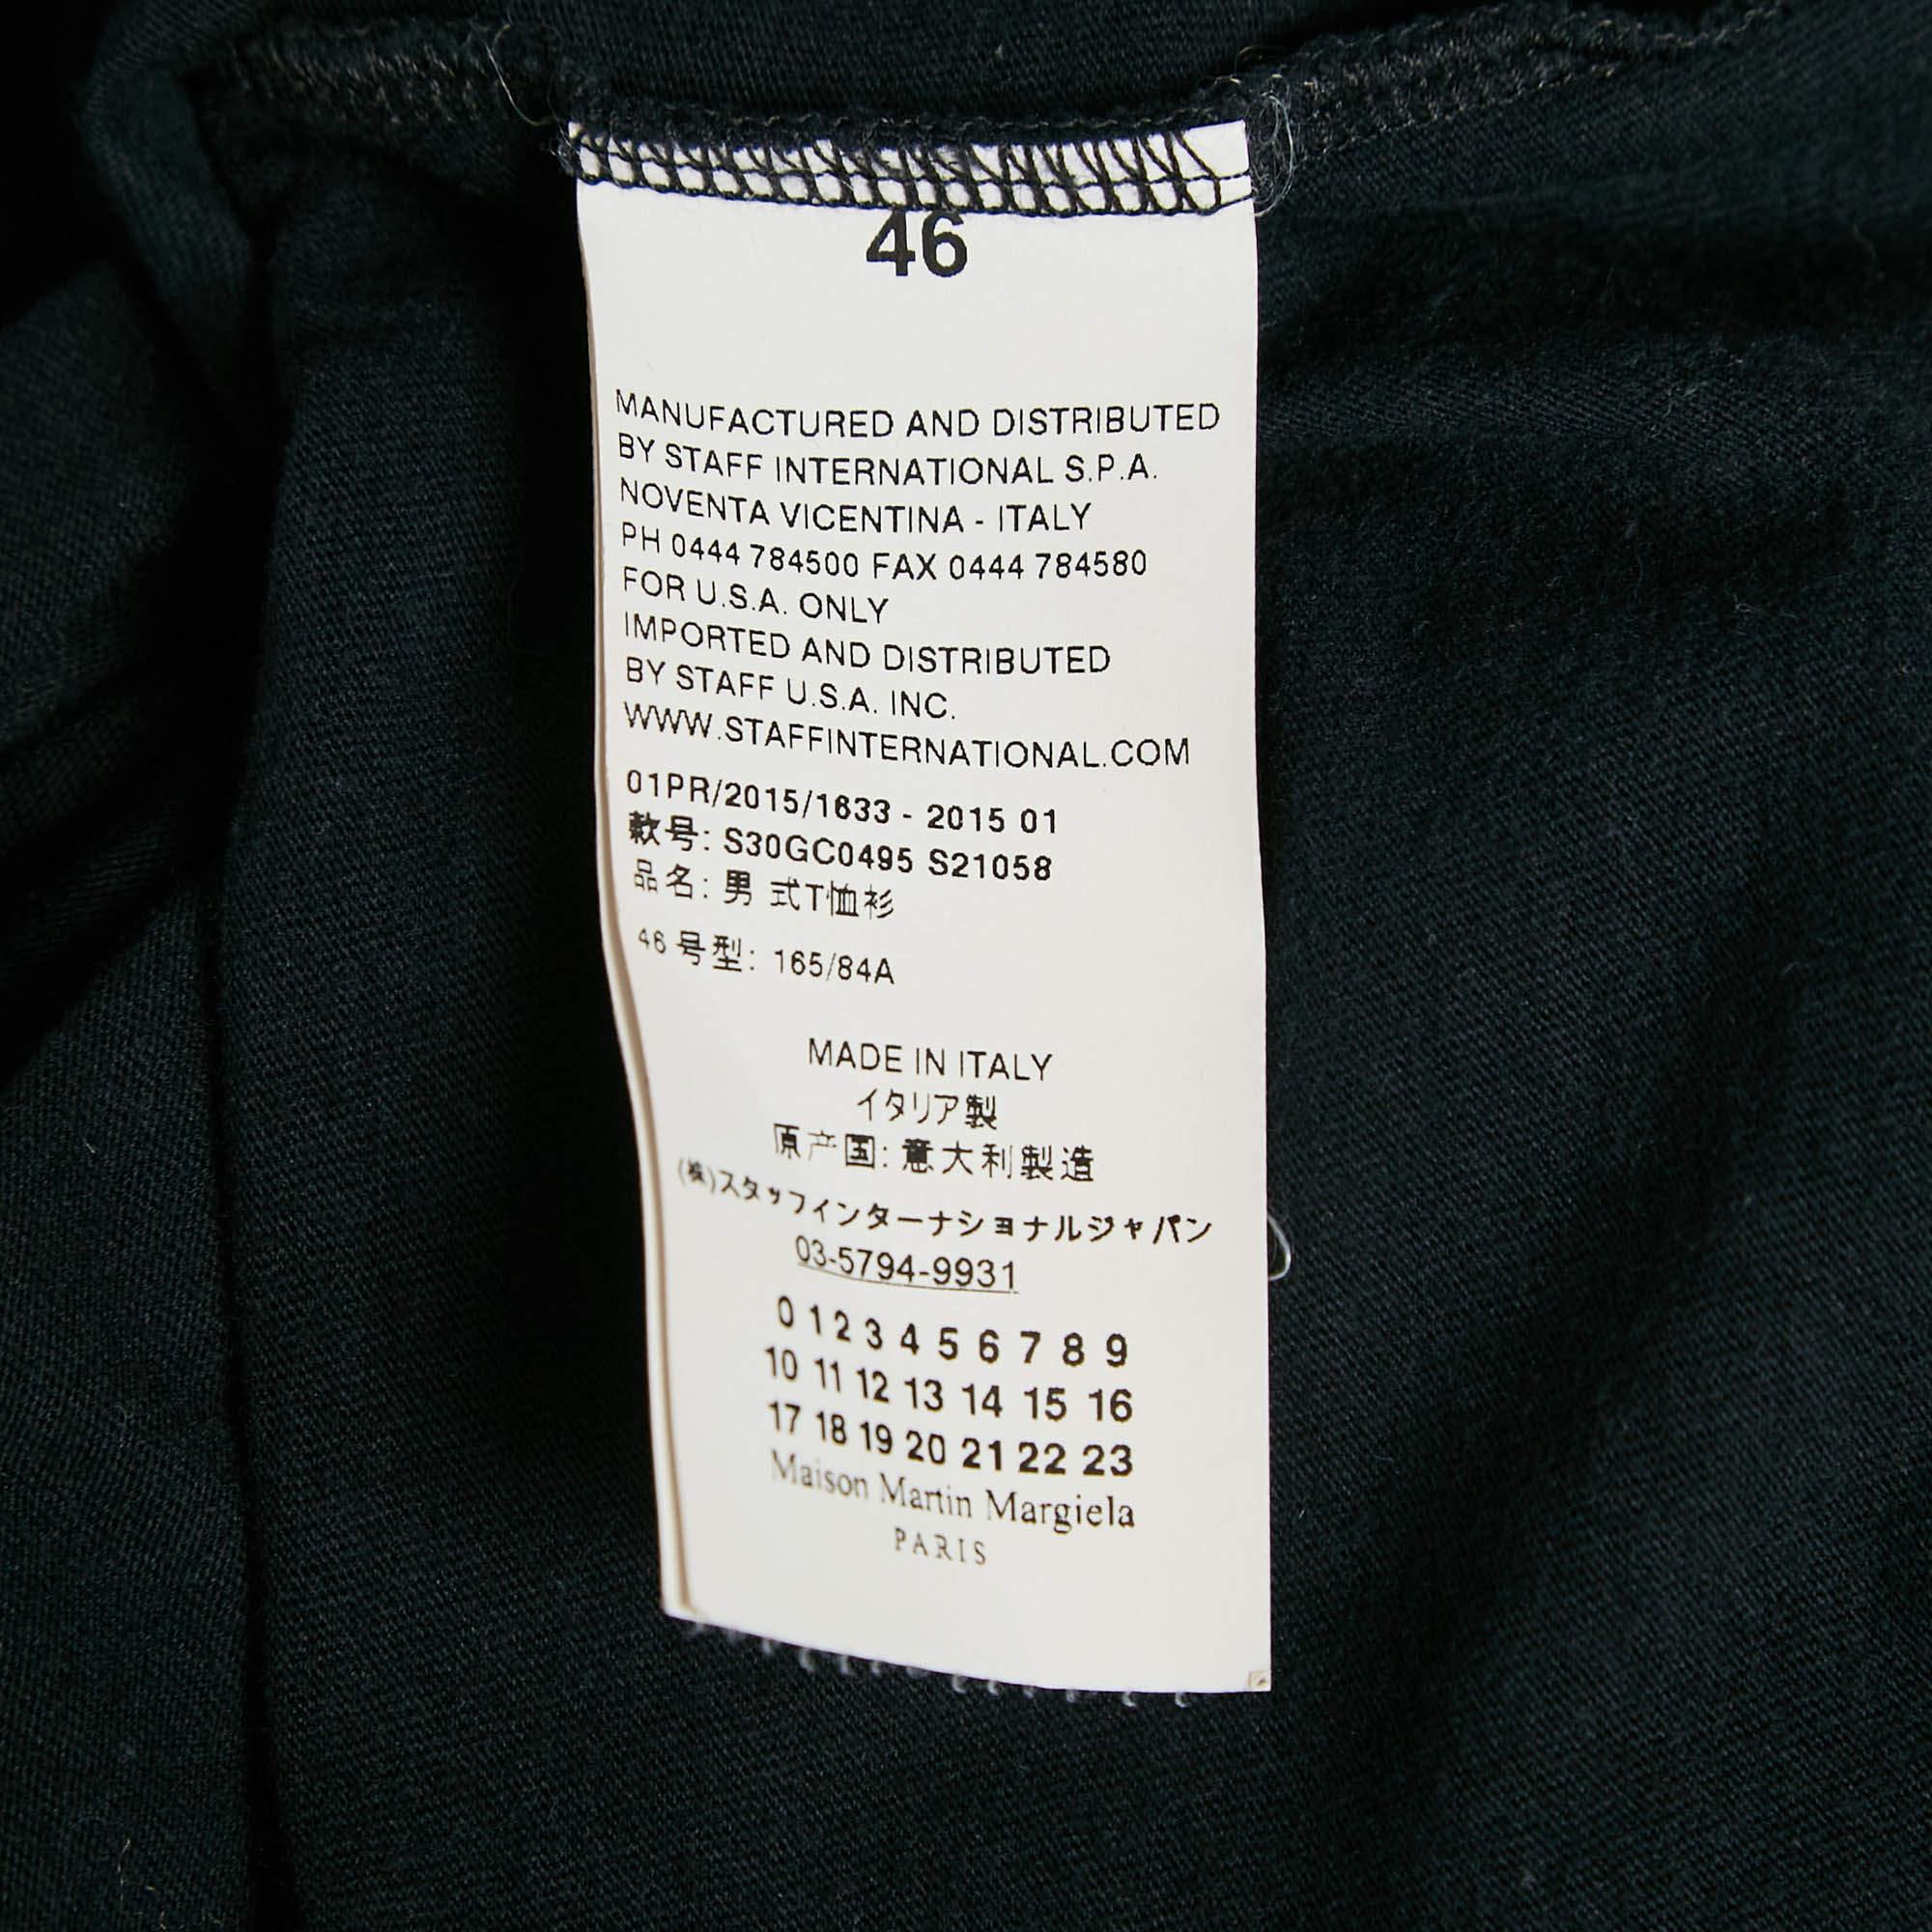 46
MANUFACTURED AND DISTRIBUTED
BY STAFF INTERNATIONAL S.P.A.
NOVENTA VICENTINA - ITALY
PH 0444 784500 FAX 0444 784580
FOR U.S.A. ONLY
IMPORTED AND DISTRIBUTED
BY STAFF U.S.A. INC.
WWW.STAFFINTERNATIONAL.COM
01PR/2015/1633 - 2015 01
款号: S30GC0495 S21058
品名: 男 式T恤衫
46 号型: 165/84A
MADE IN ITALY
イタリア製
原产国: 意大利製造
(株)スタッフインターナショナルジャパン
03-5794-9931
0 1 2 3 4 5 6 7 8 9
10 11 12 13 14 15 16
17 18 19 20 21 22 23
Maison Martin Margiela
PARIS